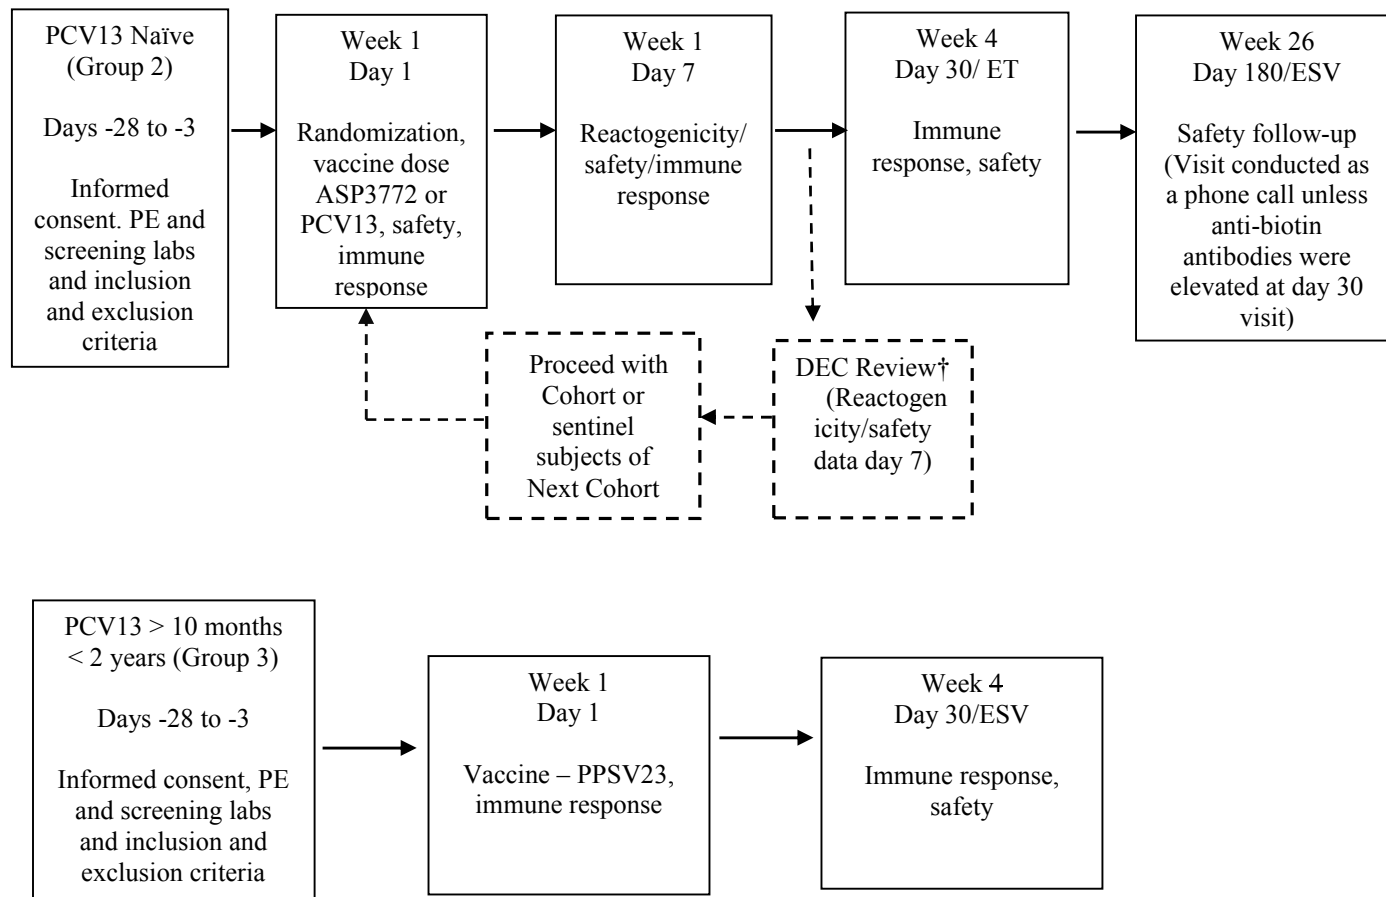 PCV13 Naïve
(Group 2)
Days -28 to -3
Informed
consent. PE and
screening labs
and inclusion
and exclusion
criteria
Week 1
Day 1
Randomization,
vaccine dose
ASP3772 or
PCV13, safety,
immune
response
Week 1
Day 7
Reactogenicity/
safety/immune
response
Week 4
Day 30/ ET
Immune
response, safety
Week 26
Day 180/ESV
Safety follow-up
(Visit conducted as
a phone call unless
anti-biotin
antibodies were
elevated at day 30
visit)
Proceed with
Cohort or
sentinel
subjects of
Next Cohort
DEC Review†
(Reactogen
icity/safety
data day 7)
PCV13 > 10 months
< 2 years (Group 3)
Days -28 to -3
Informed consent, PE
and screening labs
and inclusion and
exclusion criteria
Week 1
Day 1
Vaccine – PPSV23,
immune response
Week 4
Day 30/ESV
Immune response,
safety